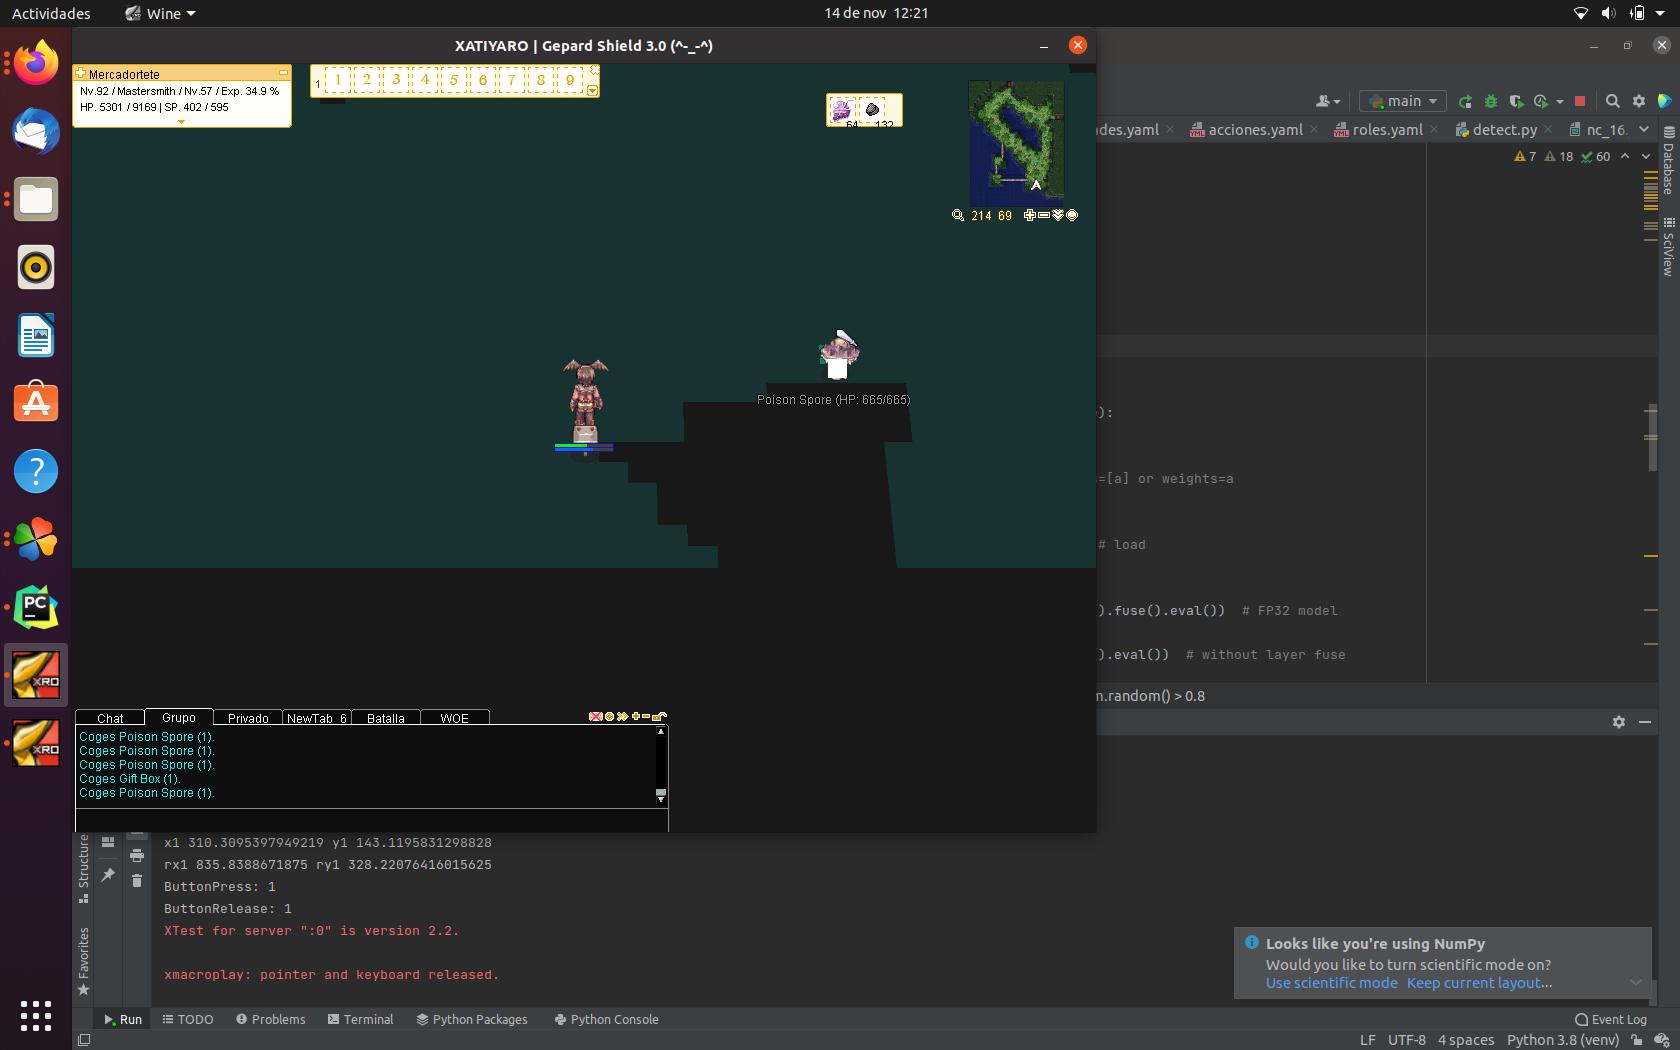 Actividades
Wine
14 de nov 12:21
XATIYARO | Gepard Shield 3.0 (^-_-^)
Mercadortete
Nv.92 / Mastersmith / Nv.57 / Exp. 34.9 %
HP. 5301 / 9169 | SP. 402 / 595
1 1 2 3 4 5 6 7 8 9
64 132
214 69
Poison Spore (HP: 665/665)
main
des.yaml
acciones.yaml
roles.yaml
detect.py
nc_16.
7 18 60
Database
SciView
):
=[a] or weights=a
# load
).fuse().eval()) # FP32 model
).eval()) # without layer fuse
m.random() > 0.8
PC
XRO
XRO
Chat Grupo Privado NewTab_6 Batalla WOE
Coges Poison Spore (1).
Coges Poison Spore (1).
Coges Poison Spore (1).
Coges Gift Box (1).
Coges Poison Spore (1).
Structure
Favorites
x1 310.3095397949219 y1 143.1195831298828
rx1 835.8388671875 ry1 328.22076416015625
ButtonPress: 1
ButtonRelease: 1
XTest for server ":0" is version 2.2.
xmacroplay: pointer and keyboard released.
Looks like you're using NumPy
Would you like to turn scientific mode on?
Use scientific mode Keep current layout...
Run TODO Problems Terminal Python Packages Python Console
Event Log
LF UTF-8 4 spaces Python 3.8 (venv)